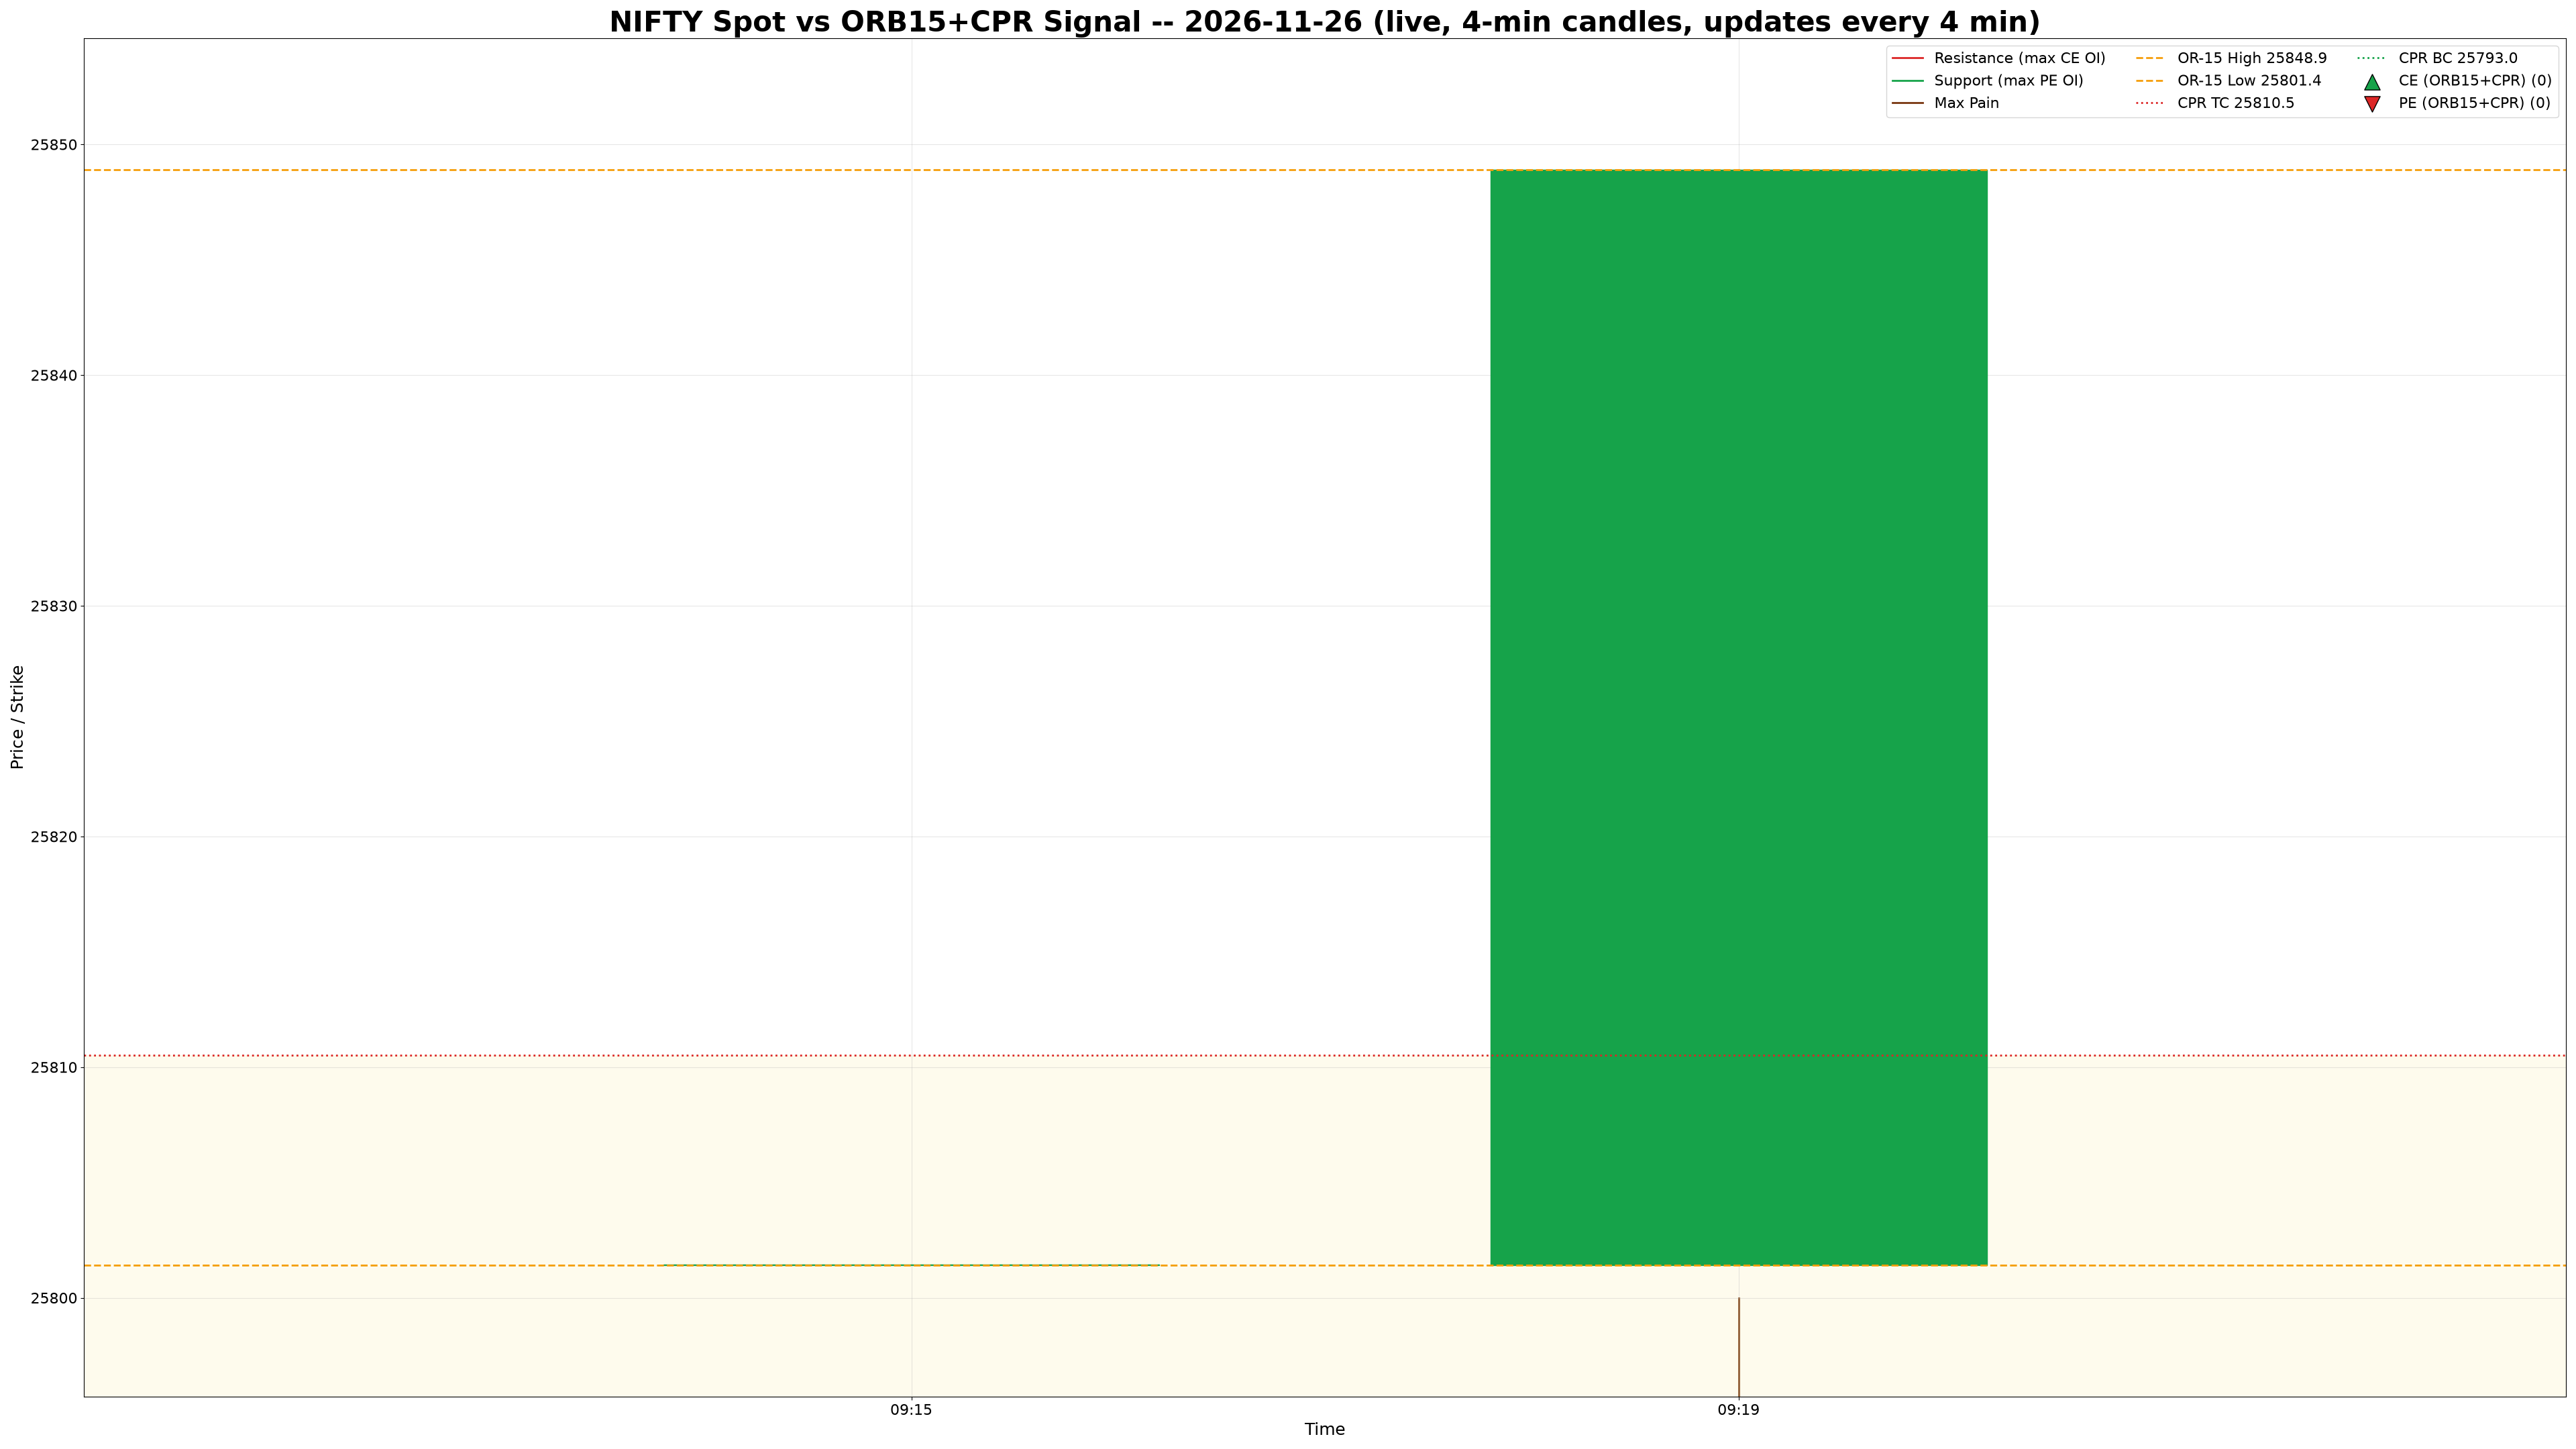 NIFTY Spot vs ORB15+CPR Signal -- 2026-11-26 (live, 4-min candles, updates every 4 min)
Resistance (max CE OI)
Support (max PE OI)
Max Pain
OR-15 High 25848.9
OR-15 Low 25801.4
CPR TC 25810.5
CPR BC 25793.0
CE (ORB15+CPR) (0)
PE (ORB15+CPR) (0)
Price / Strike
25850
25840
25830
25820
25810
25800
09:15
09:19
Time